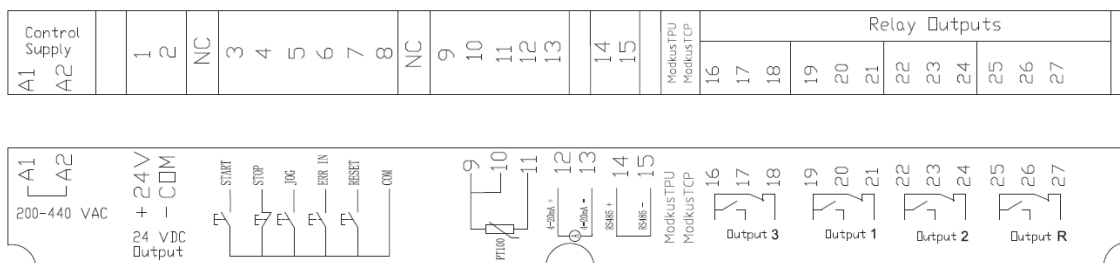 Control
Supply
A1
A2
1
2
NC
3
4
5
6
7
8
NC
9
10
11
12
13
14
15
ModkusTPU
ModkusTCP
Relay Outputs
16
17
18
19
20
21
22
23
24
25
26
27
A1
A2
200-440 VAC
+24V
-COM
24 VDC
Output
START
STOP
JOG
ERR IN
RESET
COM
9
10
11
PT100
12
13
4-20mA +
4-20mA -
A
14
15
RS485 +
RS485 -
ModkusTPU
ModkusTCP
16
17
18
Output 3
19
20
21
Output 1
22
23
24
Output 2
25
26
27
Output R